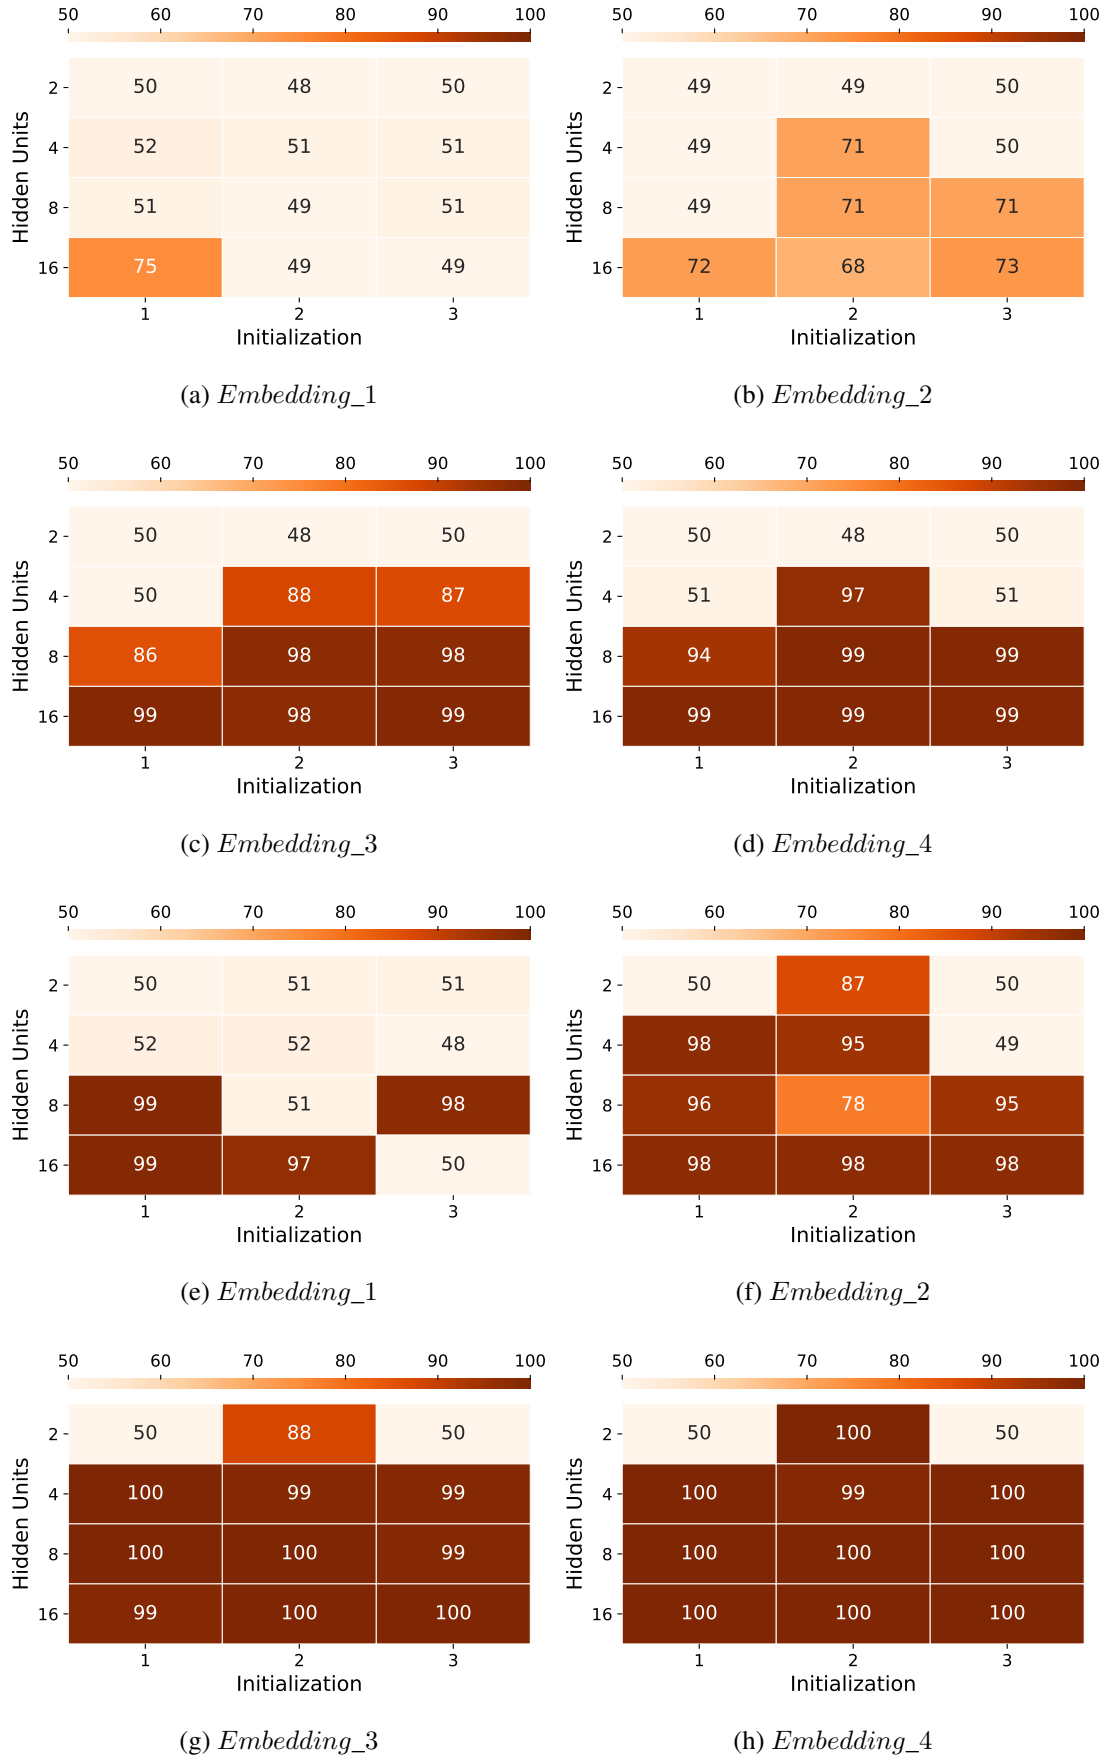 50 60 70 80 90 100
50 60 70 80 90 100
Hidden Units
2 50 48 50
4 52 51 51
8 51 49 51
16 75 49 49
1 2 3
Initialization
Hidden Units
2 49 49 50
4 49 71 50
8 49 71 71
16 72 68 73
1 2 3
Initialization
(a) Embedding_1
(b) Embedding_2
50 60 70 80 90 100
50 60 70 80 90 100
Hidden Units
2 50 48 50
4 50 88 87
8 86 98 98
16 99 98 99
1 2 3
Initialization
Hidden Units
2 50 48 50
4 51 97 51
8 94 99 99
16 99 99 99
1 2 3
Initialization
(c) Embedding_3
(d) Embedding_4
50 60 70 80 90 100
50 60 70 80 90 100
Hidden Units
2 50 51 51
4 52 52 48
8 99 51 98
16 99 97 50
1 2 3
Initialization
Hidden Units
2 50 87 50
4 98 95 49
8 96 78 95
16 98 98 98
1 2 3
Initialization
(e) Embedding_1
(f) Embedding_2
50 60 70 80 90 100
50 60 70 80 90 100
Hidden Units
2 50 88 50
4 100 99 99
8 100 100 99
16 99 100 100
1 2 3
Initialization
Hidden Units
2 50 100 50
4 100 99 100
8 100 100 100
16 100 100 100
1 2 3
Initialization
(g) Embedding_3
(h) Embedding_4